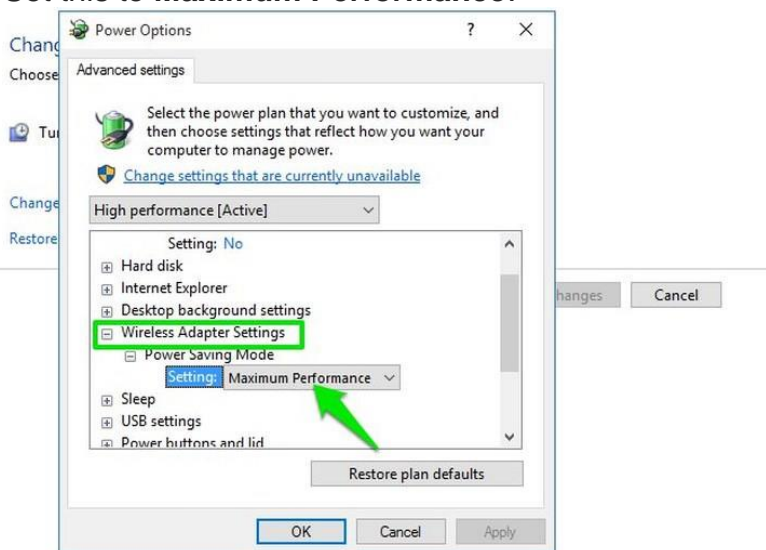 Power Options
Advanced settings
Select the power plan that you want to customize, and
then choose settings that reflect how you want your
computer to manage power.
Change settings that are currently unavailable
High performance [Active]
Setting: No
Hard disk
Internet Explorer
Desktop background settings
Wireless Adapter Settings
Power Saving Mode
Setting: Maximum Performance
Sleep
USB settings
Power buttons and lid
Restore plan defaults
OK Cancel Apply
Choose
Change
Restore
Cancel